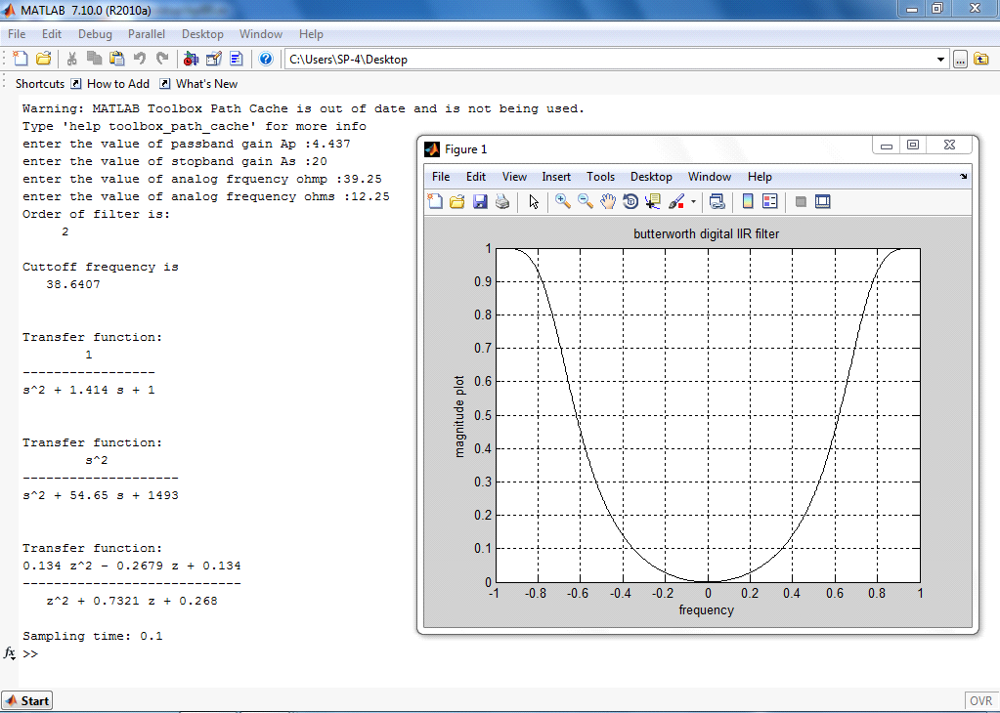 MATLAB 7.10.0 (R2010a)
File Edit Debug Parallel Desktop Window Help
C:\Users\SP-4\Desktop
Shortcuts How to Add What's New
Warning: MATLAB Toolbox Path Cache is out of date and is not being used.
Type 'help toolbox_path_cache' for more info
enter the value of passband gain Ap :4.437
enter the value of stopband gain As :20
enter the value of analog frquency ohmp :39.25
enter the value of analog frequency ohms :12.25
Order of filter is:
2
Cuttoff frequency is
38.6407
Transfer function:
1
-----------------
s^2 + 1.414 s + 1
Transfer function:
s^2
--------------------
s^2 + 54.65 s + 1493
Transfer function:
0.134 z^2 - 0.2679 z + 0.134
----------------------------
z^2 + 0.7321 z + 0.268
Sampling time: 0.1
fx >>
Figure 1
File Edit View Insert Tools Desktop Window Help
butterworth digital IIR filter
magnitude plot
1
0.9
0.8
0.7
0.6
0.5
0.4
0.3
0.2
0.1
0
-1 -0.8 -0.6 -0.4 -0.2 0 0.2 0.4 0.6 0.8 1
frequency
Start
OVR